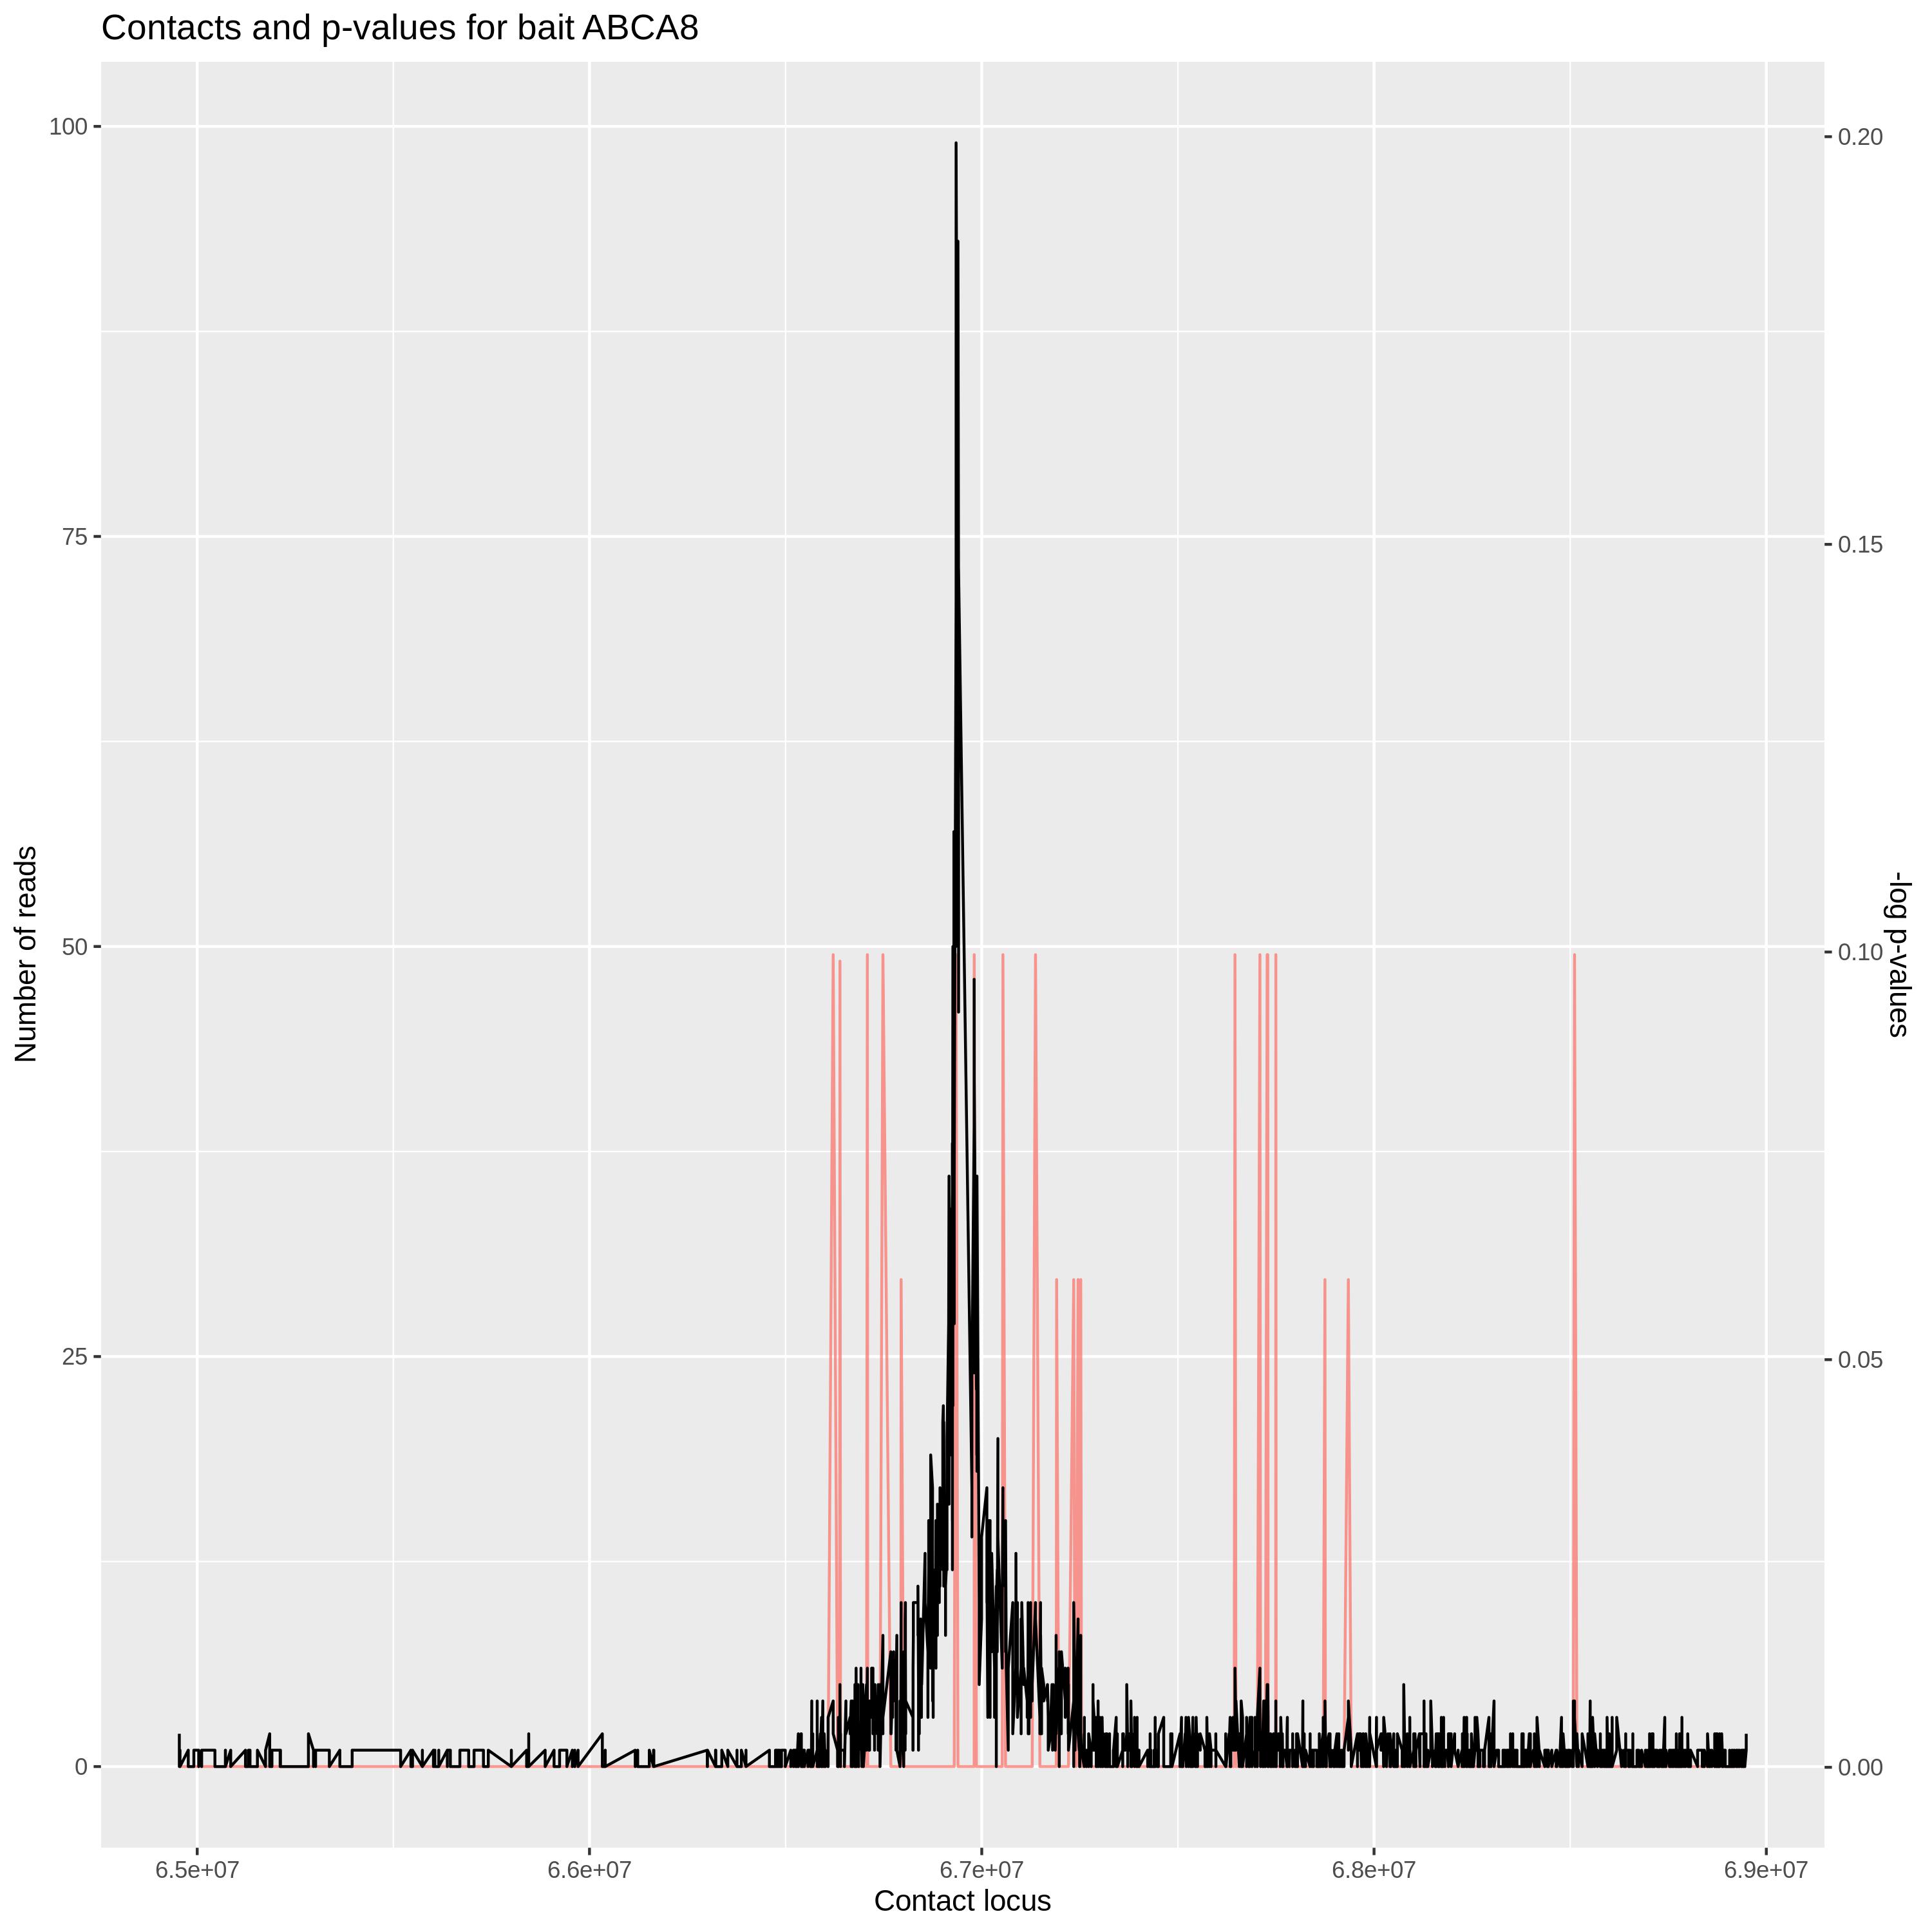 Contacts and p-values for bait ABCA8
100
75
50
25
0
Number of reads
0.20
0.15
0.10
0.05
0.00
-log p-values
6.5e+07
6.6e+07
6.7e+07
6.8e+07
6.9e+07
Contact locus